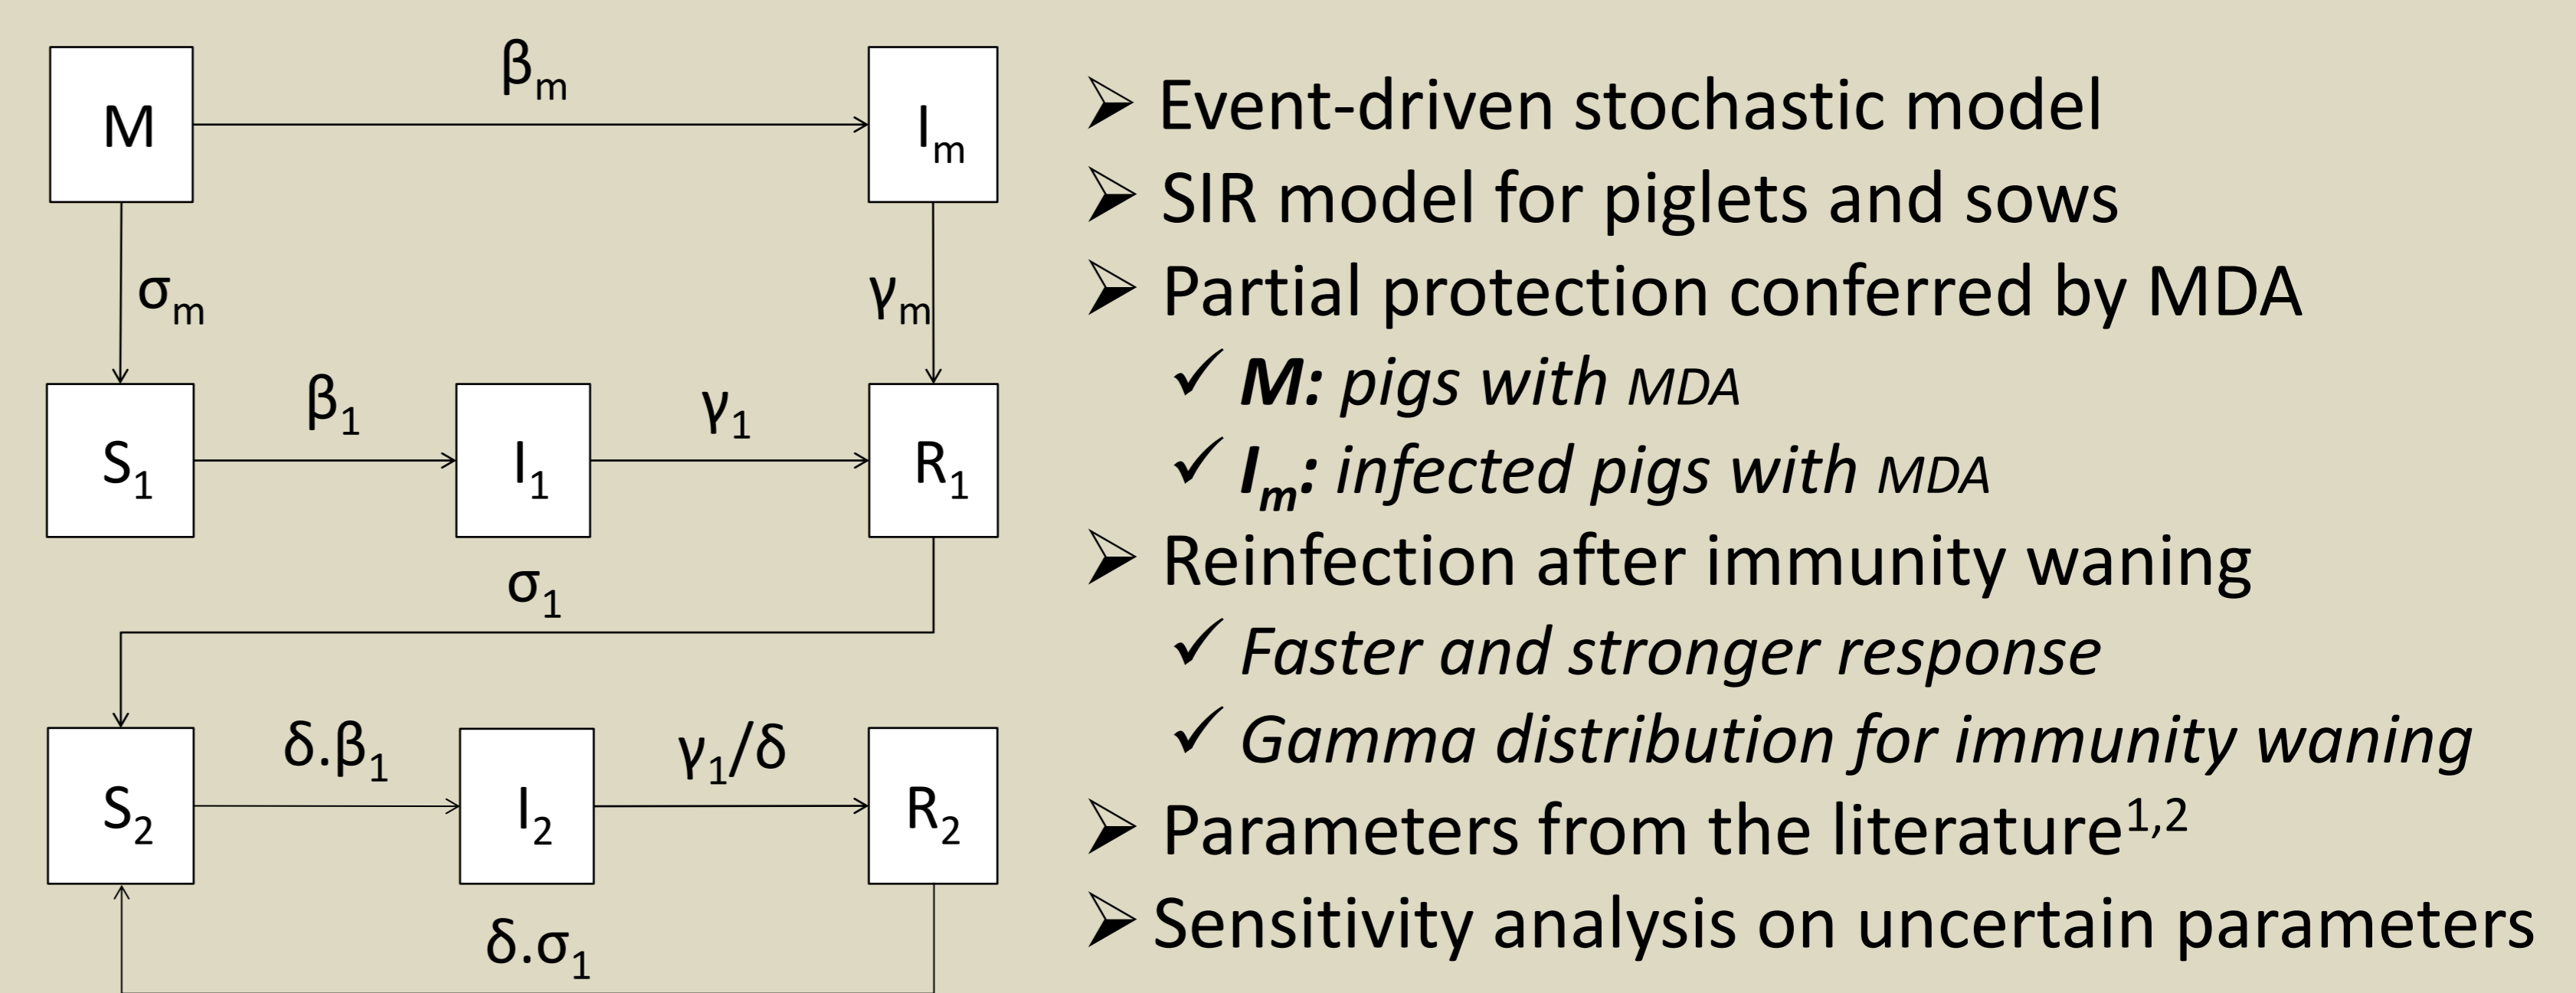 M
βm
Im
σm
γm
S1
β1
I1
γ1
R1
σ1
S2
δ.β1
I2
γ1/δ
R2
δ.σ1
Event-driven stochastic model
SIR model for piglets and sows
Partial protection conferred by MDA
M: pigs with MDA
Im: infected pigs with MDA
Reinfection after immunity waning
Faster and stronger response
Gamma distribution for immunity waning
Parameters from the literature1,2
Sensitivity analysis on uncertain parameters